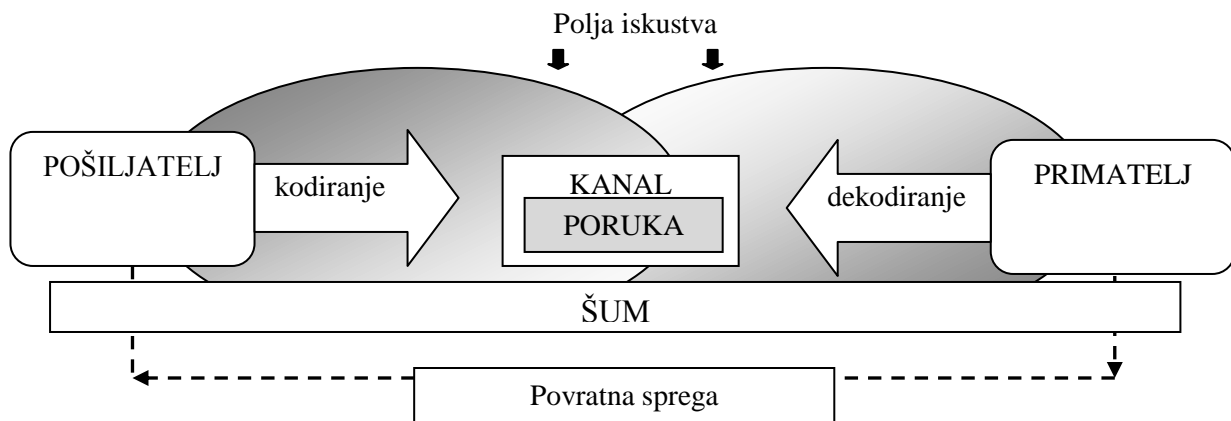 Polja iskustva
POŠILJATELJ
kodiranje
KANAL
PORUKA
dekodiranje
PRIMATELJ
ŠUM
Povratna sprega